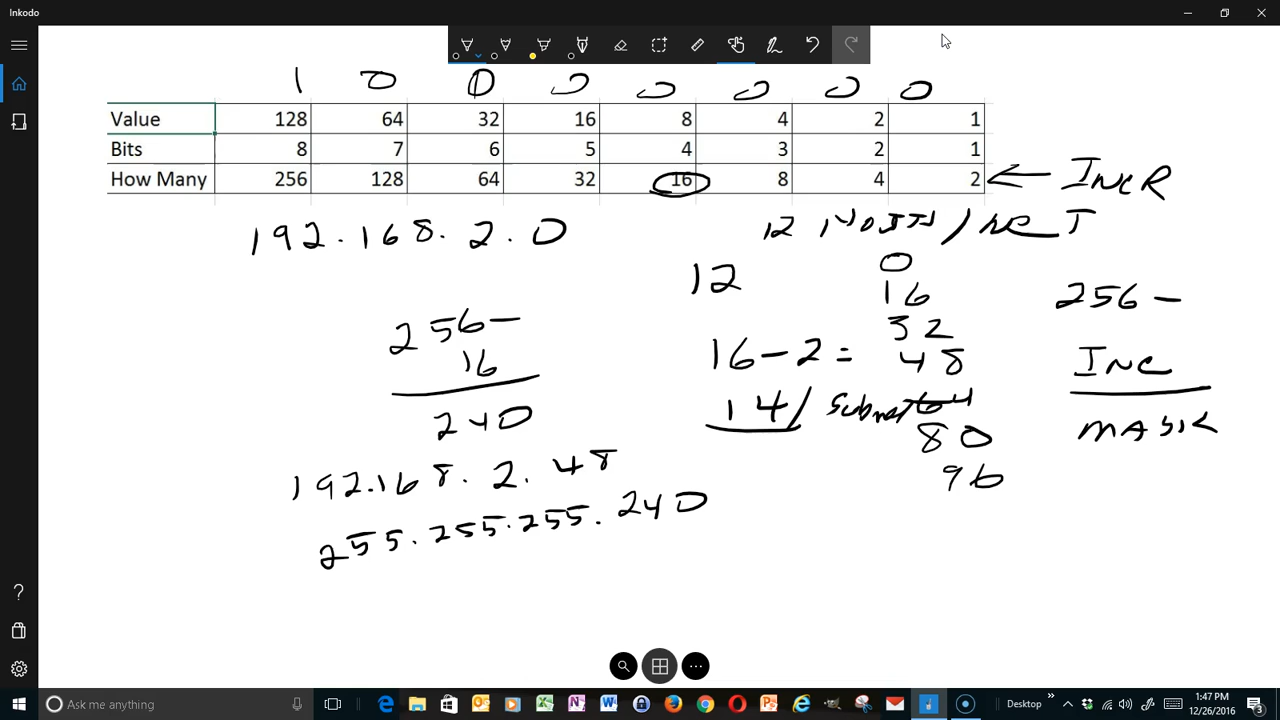 Inkodo
1 0 0 0 0 0 0 0
Value 128 64 32 16 8 4 2 1
Bits 8 7 6 5 4 3 2 1
How Many 256 128 64 32 16 8 4 2
INCR
192.168.2.0
12 HOSTS/NET
12
0
16
32
48
64
80
96
256-
INC
MASK
256-
16
240
16-2=
14/subnet
192.168.2.48
255.255.255.240
Ask me anything
Desktop
1:47 PM
12/26/2016